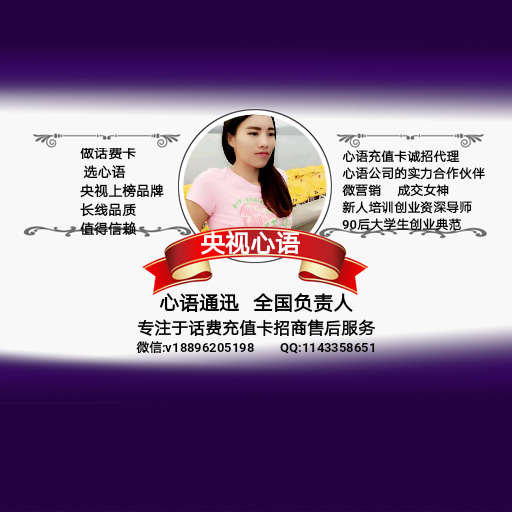 做话费卡
选心语
央视上榜品牌
长线品质
值得信赖
心语充值卡诚招代理
心语公司的实力合作伙伴
微营销 成交女神
新人培训创业资深导师
90后大学生创业典范
央视心语
心语通迅 全国负责人
专注于话费充值卡招商售后服务
微信:v18896205198 QQ:1143358651